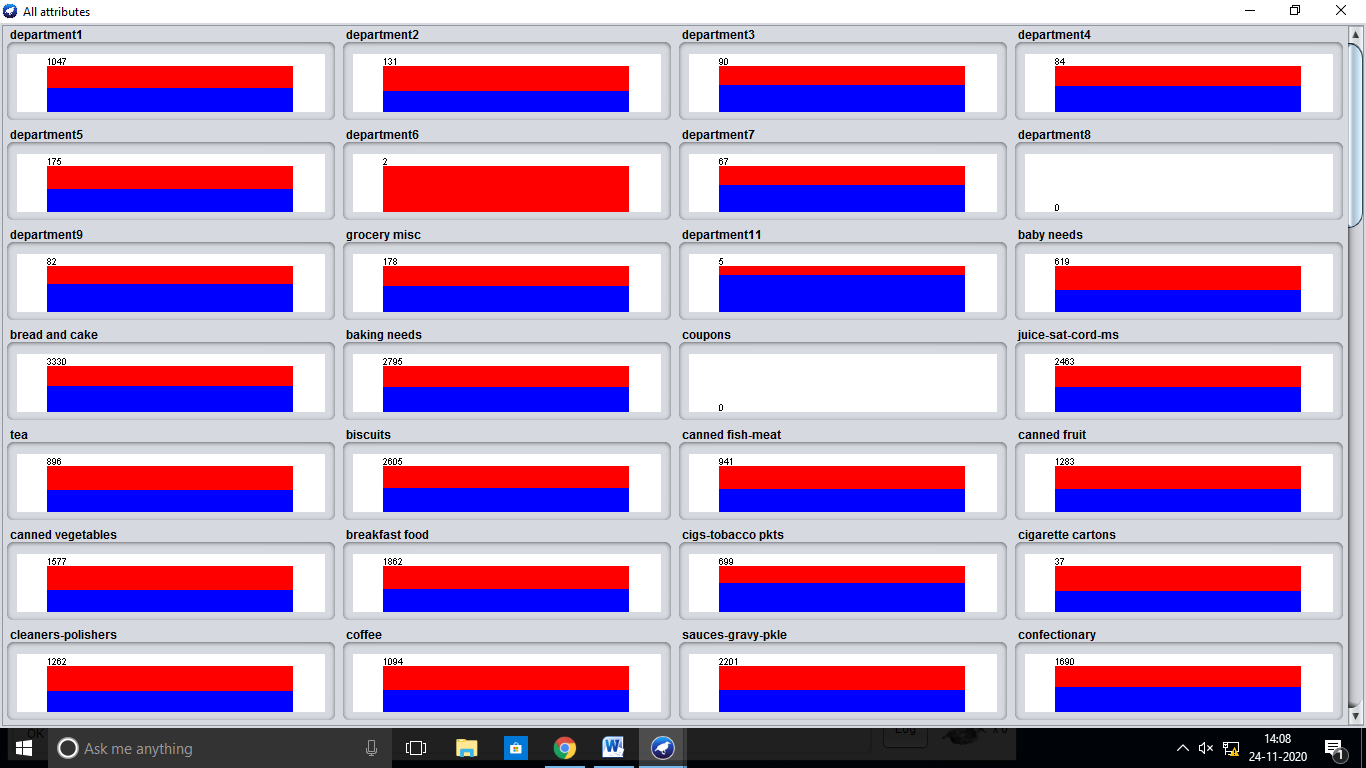 All attributes
department1 department2 department3 department4
1047 131 90 84
department5 department6 department7 department8
175 2 67 0
department9 grocery misc department11 baby needs
82 178 5 619
bread and cake baking needs coupons juice-sat-cord-ms
3330 2795 0 2463
tea biscuits canned fish-meat canned fruit
896 2605 941 1283
canned vegetables breakfast food cigs-tobacco pkts cigarette cartons
1577 1862 699 37
cleaners-polishers coffee sauces-gravy-pkle confectionary
1262 1094 2201 1690
OK Log x 0
Ask me anything
14:08
24-11-2020
1